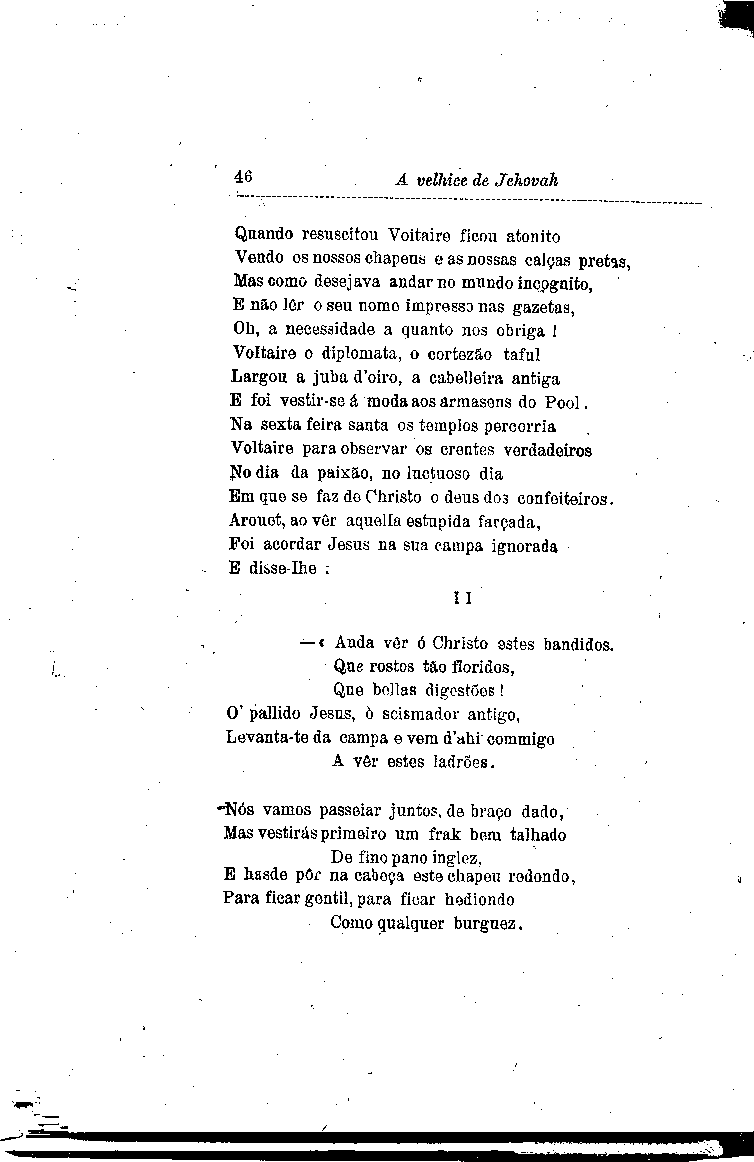 46 A velhice de Jehovah
Quando resuscitou Voltaire ficou atonito
Vendo os nossos chapeus e as nossas calças pretas,
Mas como desejava andar no mundo incognito,
E não lêr o seu nome impresso nas gazetas,
Oh, a necessidade a quanto nos obriga !
Voltaire o diplomata, o cortezão taful
Largou a juba d'oiro, a cabelleira antiga
E foi vestir-se á moda aos armasens do Pool.
Na sexta feira santa os templos percorria
Voltaire para observar os crentes verdadeiros
No dia da paixão, no luctuoso dia
Em que se faz de Christo o deus dos confeiteiros.
Arouet, ao vêr aquella estupida farçada,
Foi acordar Jesus na sua campa ignorada
E disse-lhe :
II
—« Anda vêr ó Christo estes bandidos.
Que rostos tão floridos,
Que bellas digestões !
O' pallido Jesus, ò scismador antigo,
Levanta-te da campa e vem d'ahi commigo
A vêr estes ladrões.
Nós vamos passeiar juntos, de braço dado,
Mas vestirás primeiro um frak bem talhado
De fino pano inglez,
E hasde pôr na cabeça este chapeu redondo,
Para ficar gentil, para ficar hediondo
Como qualquer burguez.